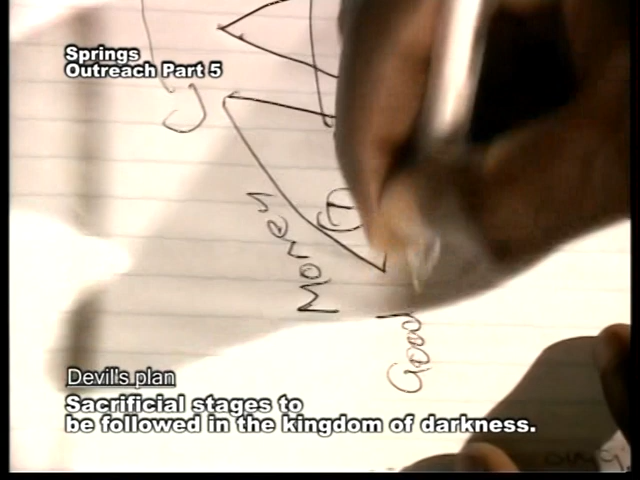 Springs
Outreach Part 5
Money
Good
Devil's plan
Sacrificial stages to
be followed in the kingdom of darkness.